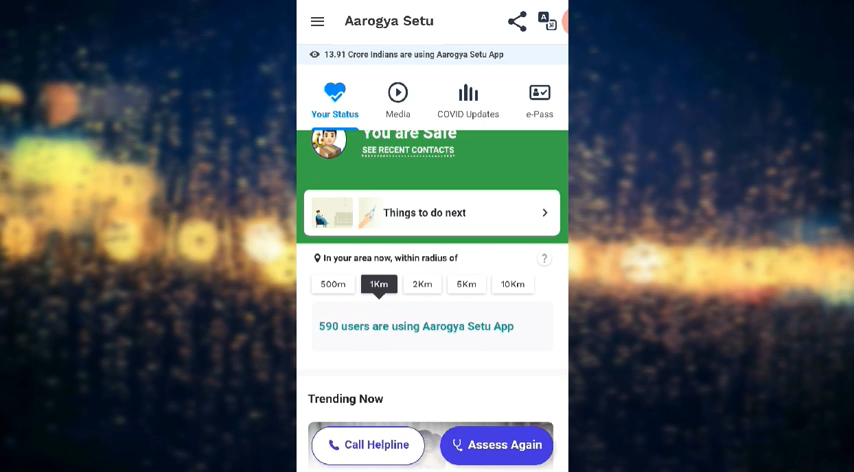 Aarogya Setu
13.91 Crore Indians are using Aarogya Setu App
Your Status
Media
COVID Updates
e-Pass
You are Safe
SEE RECENT CONTACTS
Things to do next
In your area now, within radius of
?
500m
1Km
2Km
5Km
10Km
590 users are using Aarogya Setu App
Trending Now
Call Helpline
Assess Again